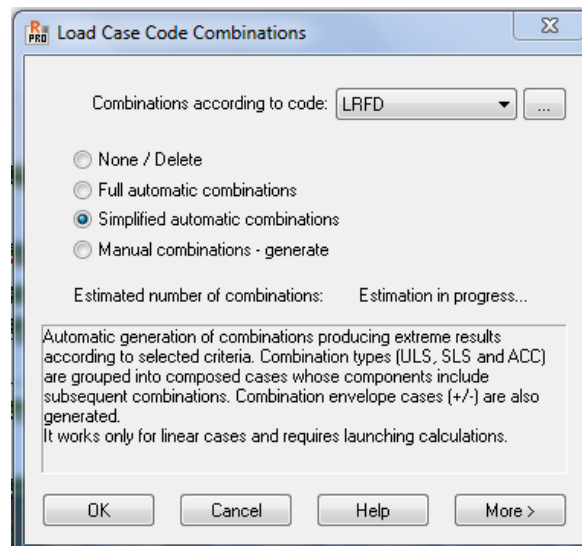 R PRO Load Case Code Combinations
Combinations according to code: LRFD ...
None / Delete
Full automatic combinations
Simplified automatic combinations
Manual combinations - generate
Estimated number of combinations: Estimation in progress...
Automatic generation of combinations producing extreme results
according to selected criteria. Combination types (ULS, SLS and ACC)
are grouped into composed cases whose components include
subsequent combinations. Combination envelope cases (+/-) are also
generated.
It works only for linear cases and requires launching calculations.
OK Cancel Help More >